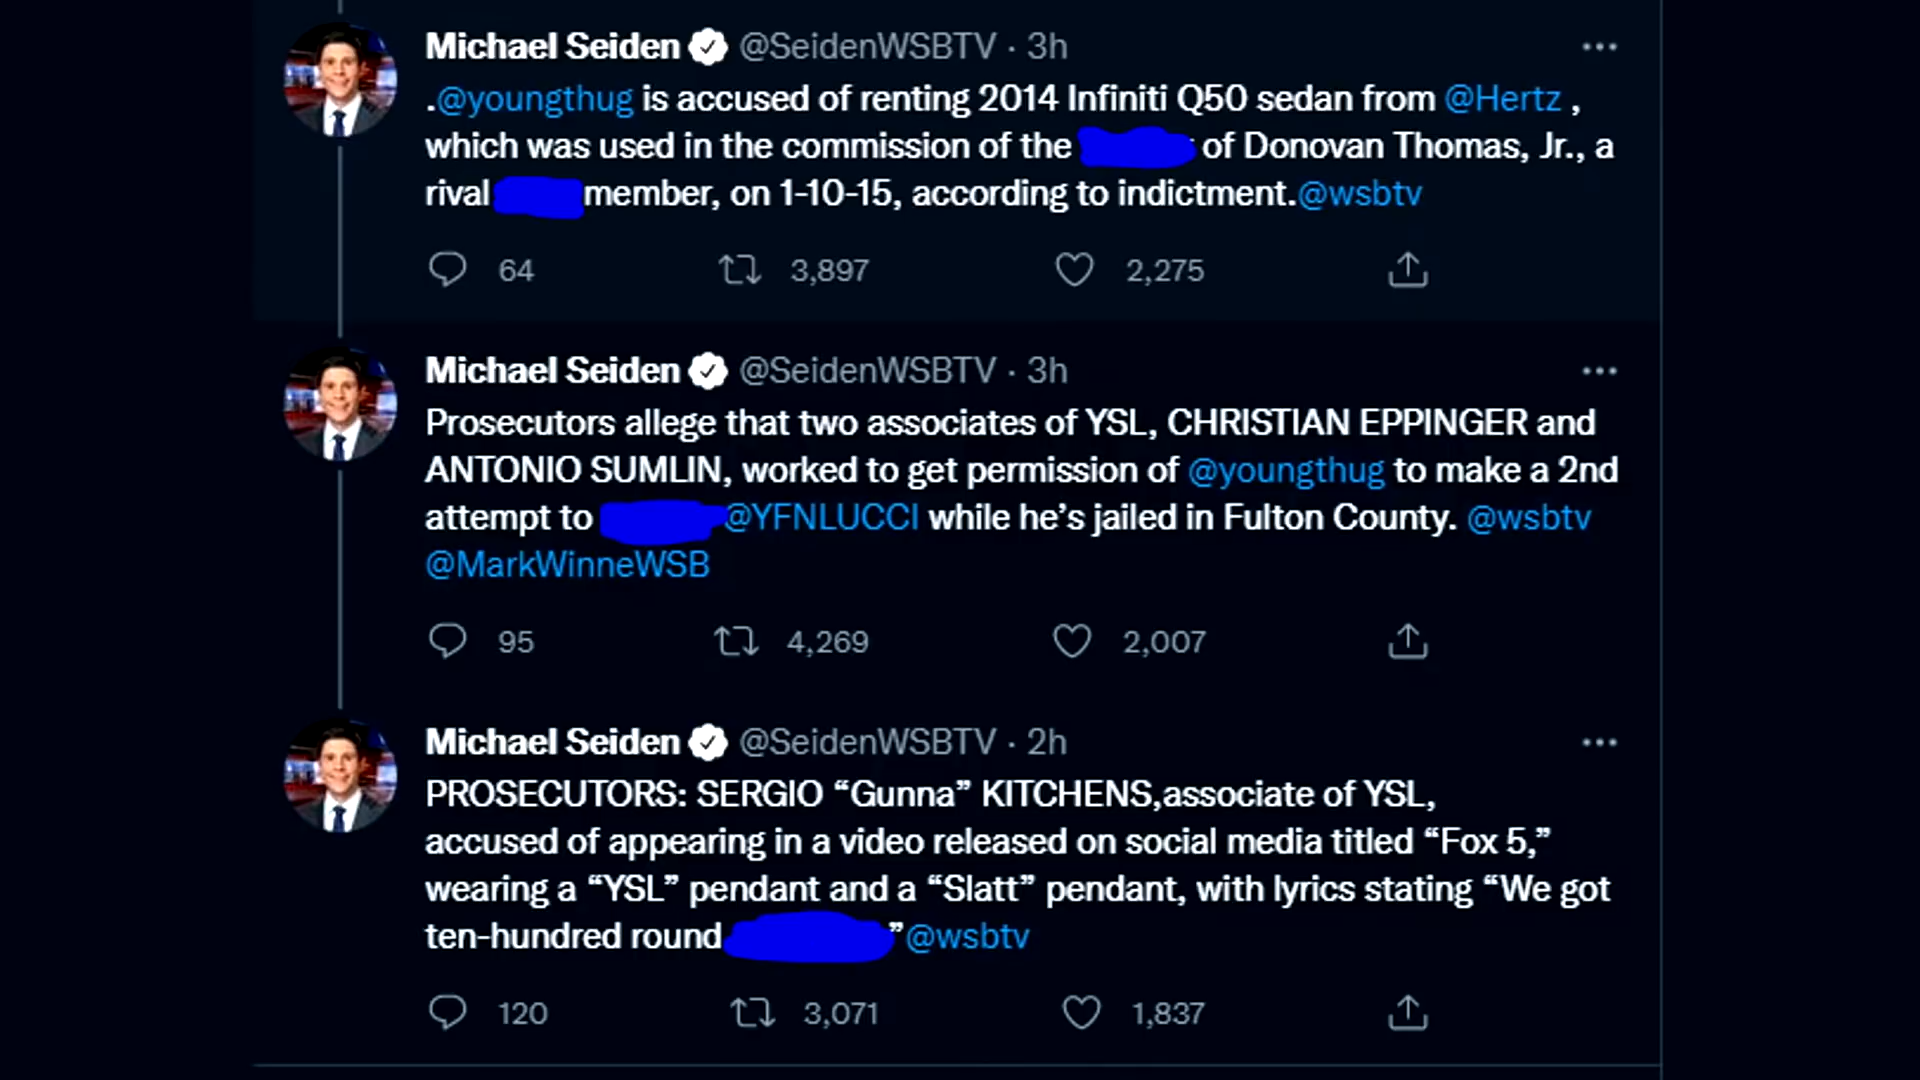 Michael Seiden @SeidenWSBTV · 3h
.@youngthug is accused of renting 2014 Infiniti Q50 sedan from @Hertz ,
which was used in the commission of the of Donovan Thomas, Jr., a
rival member, on 1-10-15, according to indictment.@wsbtv
64 3,897 2,275
Michael Seiden @SeidenWSBTV · 3h
Prosecutors allege that two associates of YSL, CHRISTIAN EPPINGER and
ANTONIO SUMLIN, worked to get permission of @youngthug to make a 2nd
attempt to @YFNLUCCI while he’s jailed in Fulton County. @wsbtv
@MarkWinneWSB
95 4,269 2,007
Michael Seiden @SeidenWSBTV · 2h
PROSECUTORS: SERGIO “Gunna” KITCHENS,associate of YSL,
accused of appearing in a video released on social media titled “Fox 5,”
wearing a “YSL” pendant and a “Slatt” pendant, with lyrics stating “We got
ten-hundred round ”@wsbtv
120 3,071 1,837